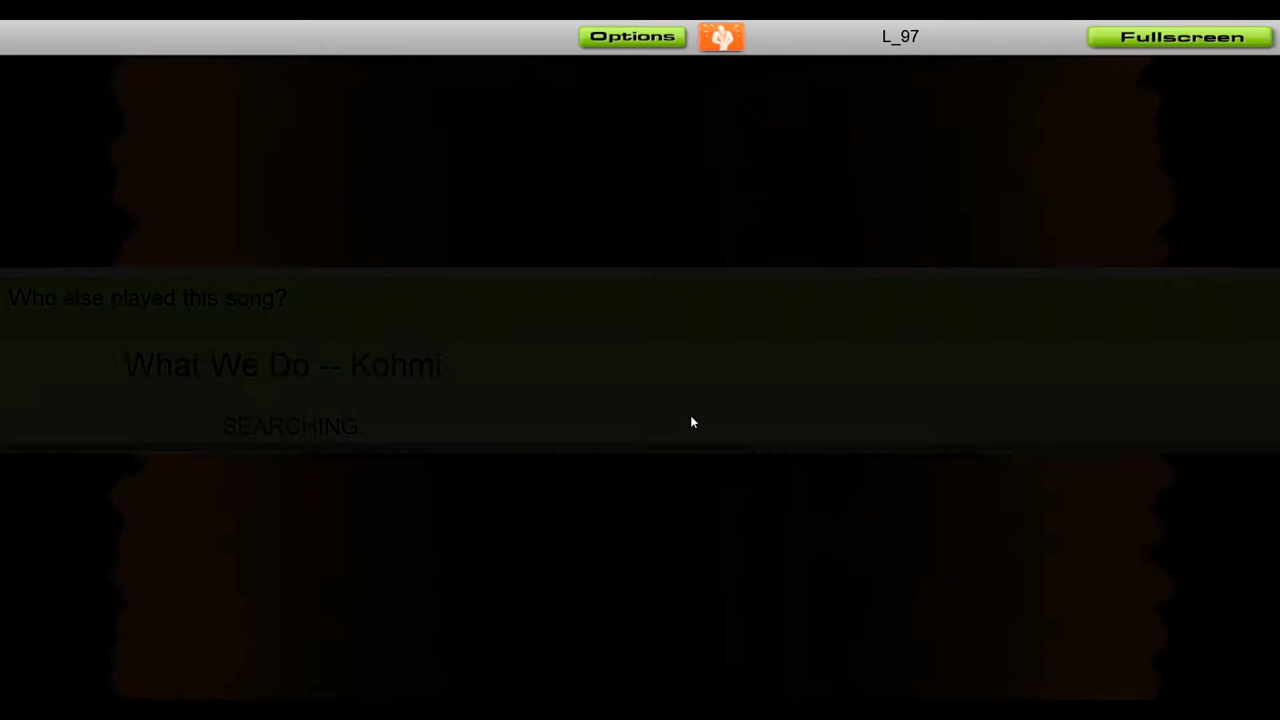 Options
L_97
Fullscreen
Who else played this song?
What We Do -- Kohmi
SEARCHING.